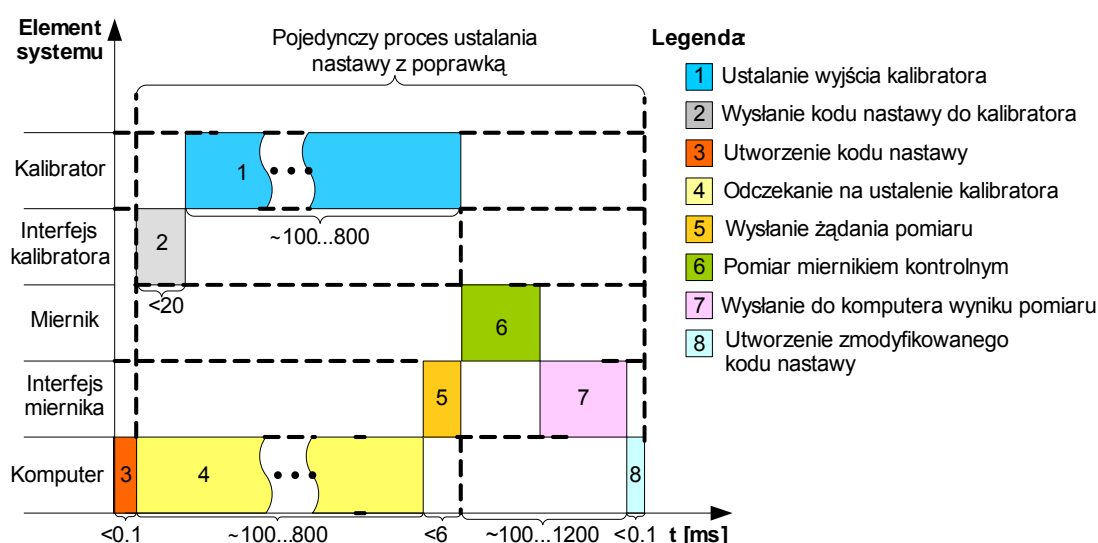 Element
systemu
Pojedynczy proces ustalania
nastawy z poprawką
Legenda:
1 Ustalanie wyjścia kalibratora
2 Wysłanie kodu nastawy do kalibratora
3 Utworzenie kodu nastawy
4 Odczekanie na ustalenie kalibratora
5 Wysłanie żądania pomiaru
6 Pomiar miernikiem kontrolnym
7 Wysłanie do komputera wyniku pomiaru
8 Utworzenie zmodyfikowanego
kodu nastawy
Kalibrator
1
Interfejs
kalibratora
2
~100...800
<20
Miernik
6
Interfejs
miernika
5
7
Komputer
3
4
8
<0.1
~100...800
<6
~100...1200
<0.1
t [ms]